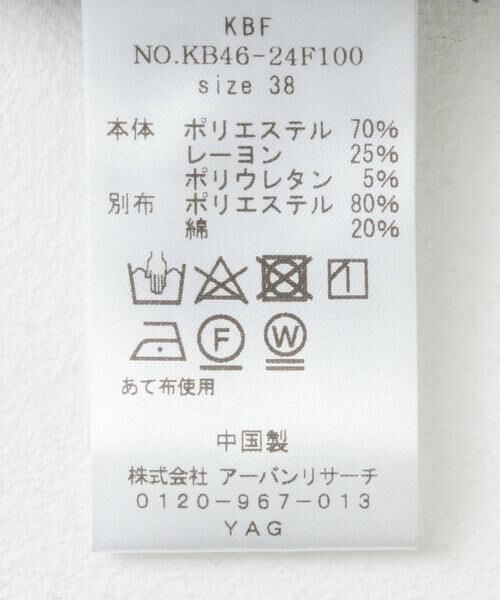 KBF
NO.KB46-24F100
size 38
本体 ポリエステル 70%
レーヨン 25%
ポリウレタン 5%
別布 ポリエステル 80%
綿 20%
F W
あて布使用
中国製
株式会社 アーバンリサーチ
0120-967-013
YAG